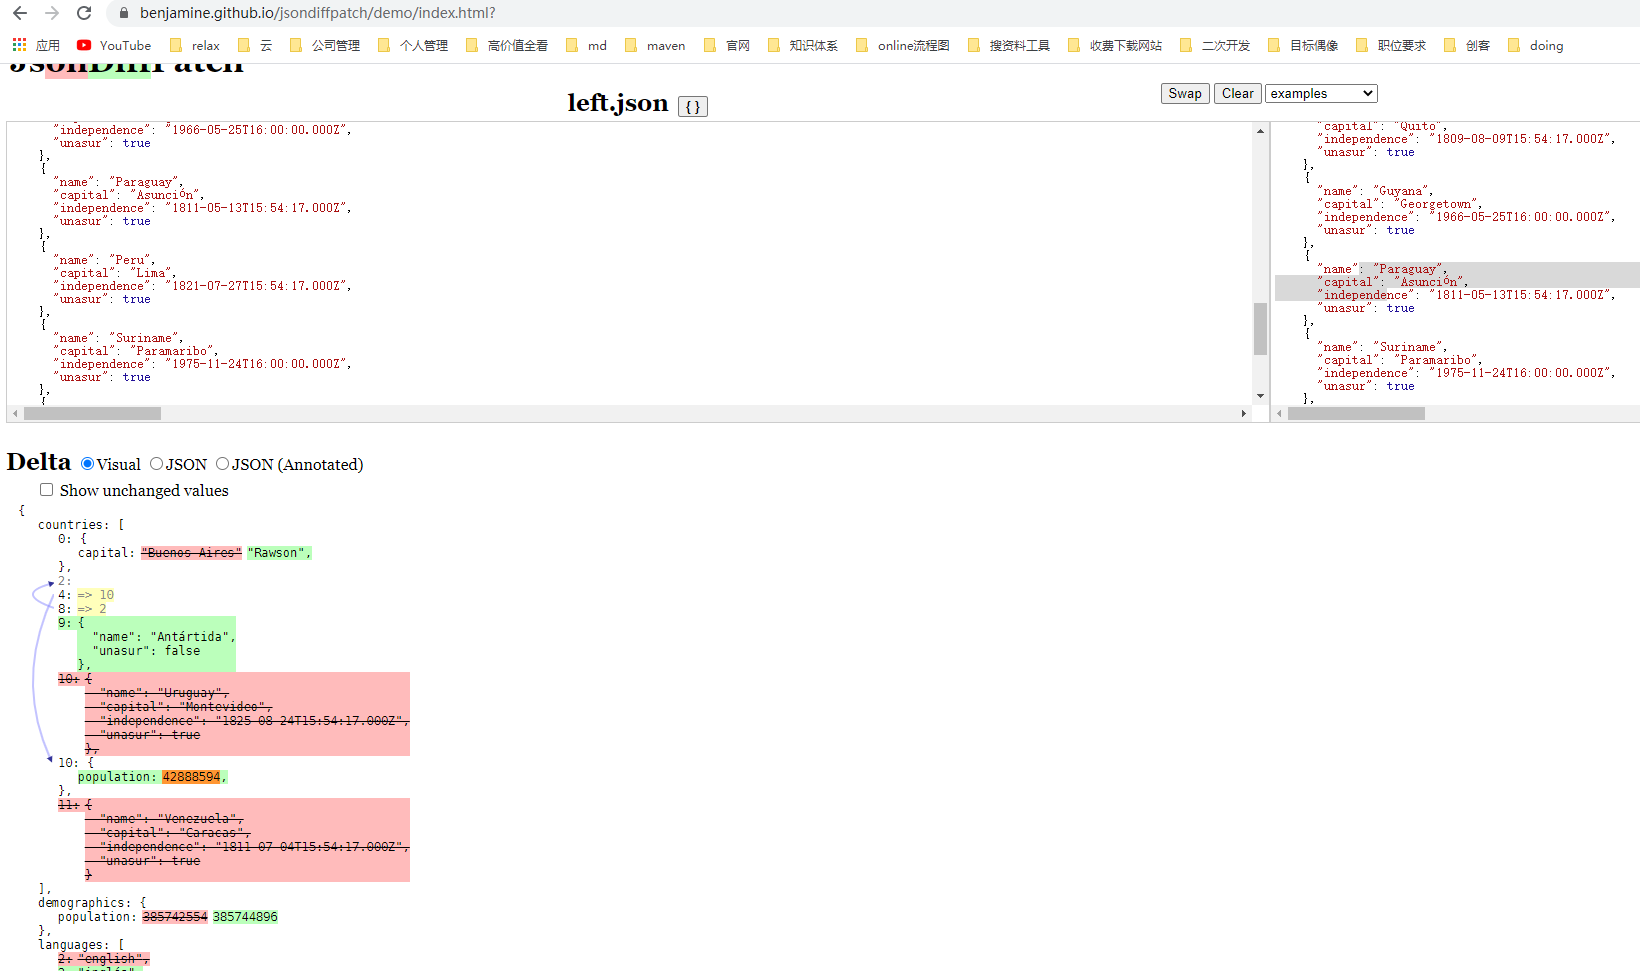 benjamine.github.io/jsondiffpatch/demo/index.html?
应用 YouTube relax 云 公司管理 个人管理 高价值全看 md maven 官网 知识体系 online流程图 搜资料工具 收费下载网站 二次开发 目标偶像 职位要求 创客 doing
JsonDiffPatch
left.json { }
Swap Clear examples
"independence": "1966-05-25T16:00:00.000Z",
"unasur": true
},
{
"name": "Paraguay",
"capital": "Asunción",
"independence": "1811-05-13T15:54:17.000Z",
"unasur": true
},
{
"name": "Peru",
"capital": "Lima",
"independence": "1821-07-27T15:54:17.000Z",
"unasur": true
},
{
"name": "Suriname",
"capital": "Paramaribo",
"independence": "1975-11-24T16:00:00.000Z",
"unasur": true
},
{
"capital": "Quito",
"independence": "1809-08-09T15:54:17.000Z",
"unasur": true
},
{
"name": "Guyana",
"capital": "Georgetown",
"independence": "1966-05-25T16:00:00.000Z",
"unasur": true
},
{
"name": "Paraguay",
"capital": "Asunción",
"independence": "1811-05-13T15:54:17.000Z",
"unasur": true
},
{
"name": "Suriname",
"capital": "Paramaribo",
"independence": "1975-11-24T16:00:00.000Z",
"unasur": true
},
Delta Visual JSON JSON (Annotated)
Show unchanged values
{
countries: [
0: {
capital: "Buenos Aires" "Rawson",
},
2:
4: => 10
8: => 2
9: {
"name": "Antártida",
"unasur": false
},
10: {
"name": "Uruguay",
"capital": "Montevideo",
"independence": "1825-08-24T15:54:17.000Z",
"unasur": true
},
10: {
population: 42888594,
},
11: {
"name": "Venezuela",
"capital": "Caracas",
"independence": "1811-07-04T15:54:17.000Z",
"unasur": true
}
],
demographics: {
population: 385742554 385744896
},
languages: [
2: "english",
2: "inglés",